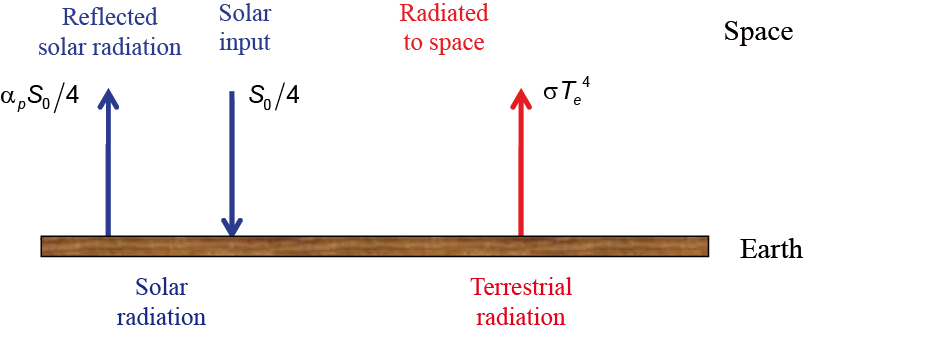 Reflected
solar radiation
Solar
input
Radiated
to space
Space
αₚS₀/4
S₀/4
σTₑ⁴
Earth
Solar
radiation
Terrestrial
radiation